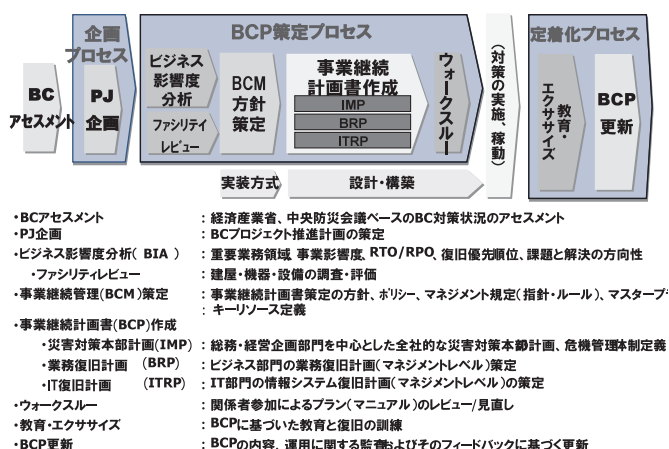 企画
プロセス
BCP策定プロセス
定着化プロセス
BC
アセスメント
PJ
企画
ビジネス
影響度
分析
ファシリテイ
レビュー
BCM
方針
策定
事業継続
計画書作成
IMP
BRP
ITRP
ウォークスルー
(対策の実施、稼動)
教育・
エクササイズ
BCP
更新
実装方式
設計・構築
・BCアセスメント : 経済産業省、中央防災会議ベースのBC対策状況のアセスメント
・PJ企画 : BCプロジェクト推進計画の策定
・ビジネス影響度分析( BIA ) : 重要業務領域、事業影響度、RTO/RPO、復旧優先順位、課題と解決の方向性
・ファシリティレビュー : 建屋・機器・設備の調査・評価
・事業継続管理(BCM)策定 : 事業継続計画書策定の方針、ポリシー、マネジメント規定(指針・ルール)、マスタープラ
: キーリソース定義
・事業継続計画書(BCP)作成
・災害対策本部計画(IMP) : 総務・経営企画部門を中心とした全社的な災害対策本部計画、危機管理体制定義
・業務復旧計画 (BRP) : ビジネス部門の業務復旧計画(マネジメントレベル)策定
・IT復旧計画 (ITRP) : IT部門の情報システム復旧計画(マネジメントレベル)の策定
・ウォークスルー : 関係者参加によるプラン(マニュアル)のレビュー/見直し
・教育・エクササイズ : BCPに基づいた教育と復旧の訓練
・BCP更新 : BCPの内容、運用に関する監査およびそのフィードバックに基づく更新